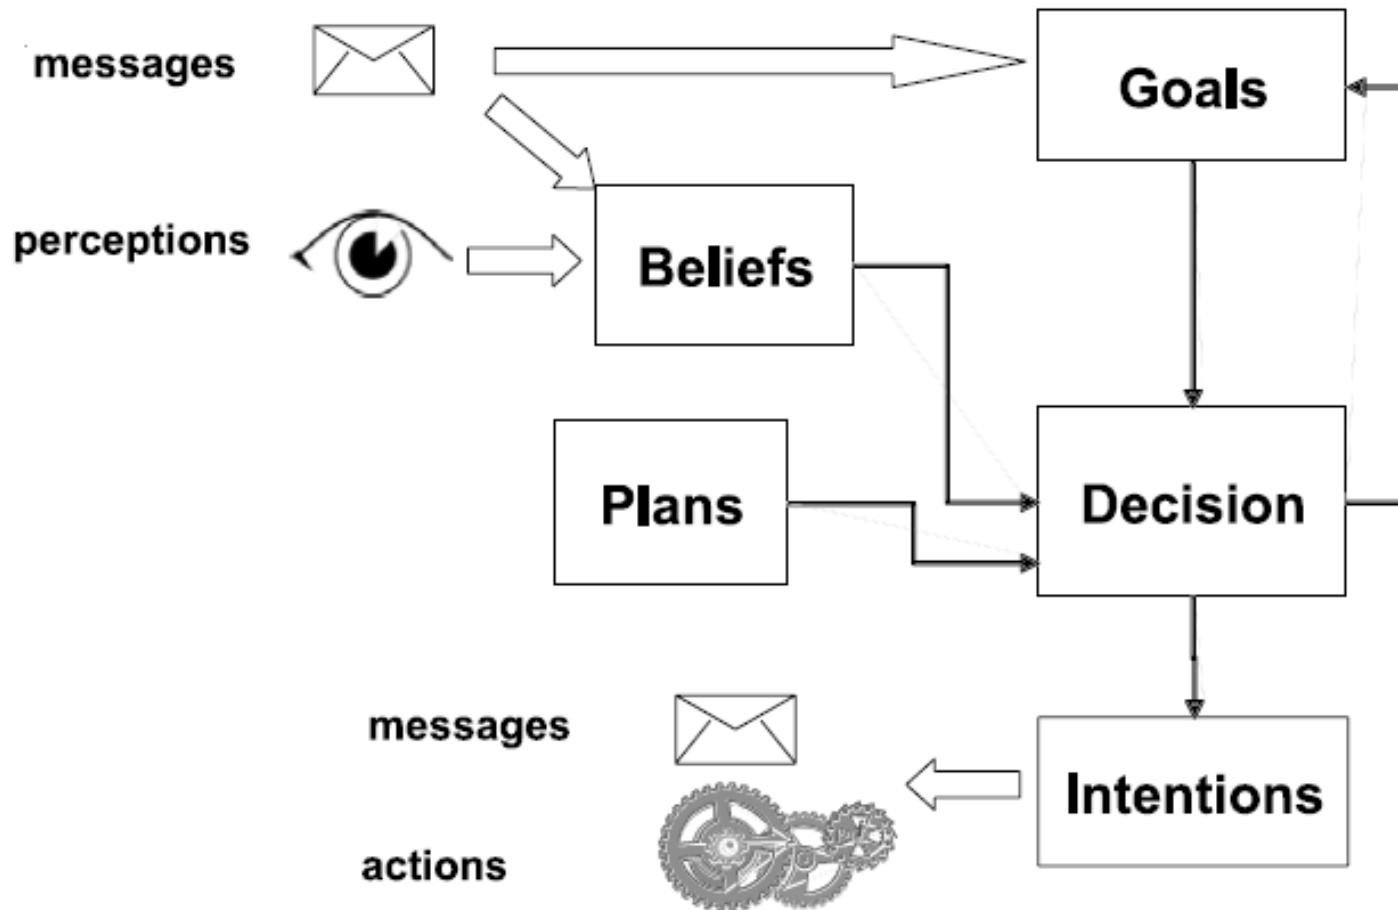 messages
Goals
perceptions
Beliefs
Plans
Decision
messages
Intentions
actions